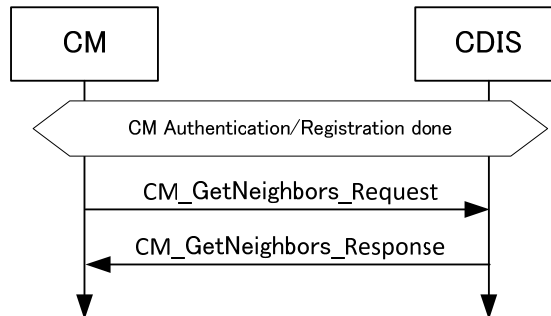 CM
CDIS
CM Authentication/Registration done
CM_GetNeighbors_Request
CM_GetNeighbors_Response